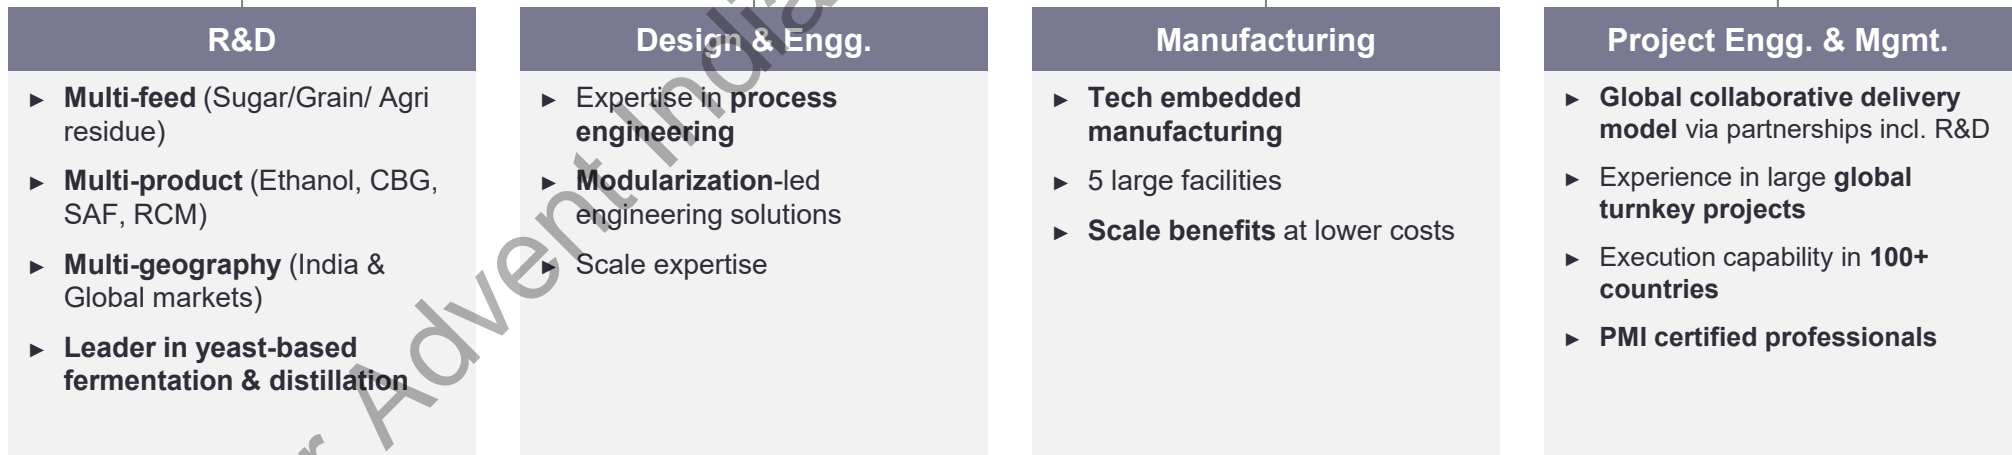 R&D
► Multi-feed (Sugar/Grain/ Agri
residue)
► Multi-product (Ethanol, CBG,
SAF, RCM)
► Multi-geography (India &
Global markets)
► Leader in yeast-based
fermentation & distillation
Design & Engg.
► Expertise in process
engineering
► Modularization-led
engineering solutions
► Scale expertise
Manufacturing
► Tech embedded
manufacturing
► 5 large facilities
► Scale benefits at lower costs
Project Engg. & Mgmt.
► Global collaborative delivery
model via partnerships incl. R&D
► Experience in large global
turnkey projects
► Execution capability in 100+
countries
► PMI certified professionals
Advent India